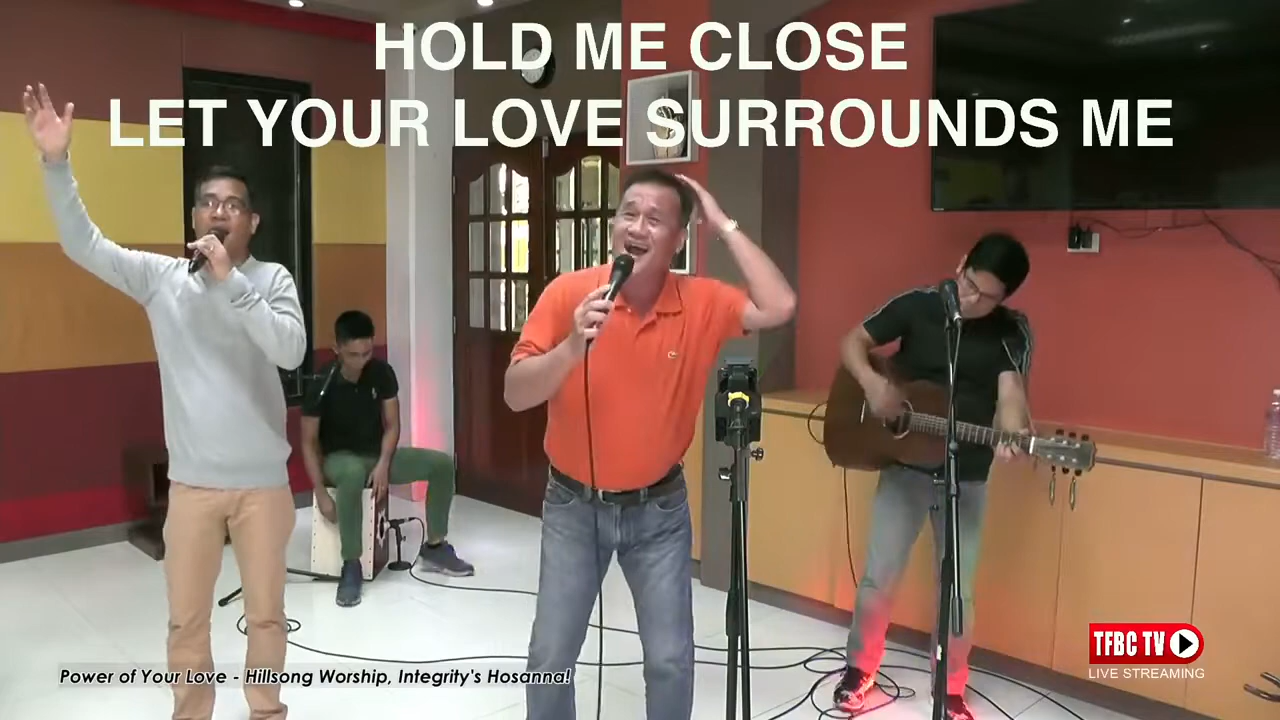 HOLD ME CLOSE
LET YOUR LOVE SURROUNDS ME
Power of Your Love - Hillsong Worship, Integrity's Hosanna!
TFBC TV
LIVE STREAMING